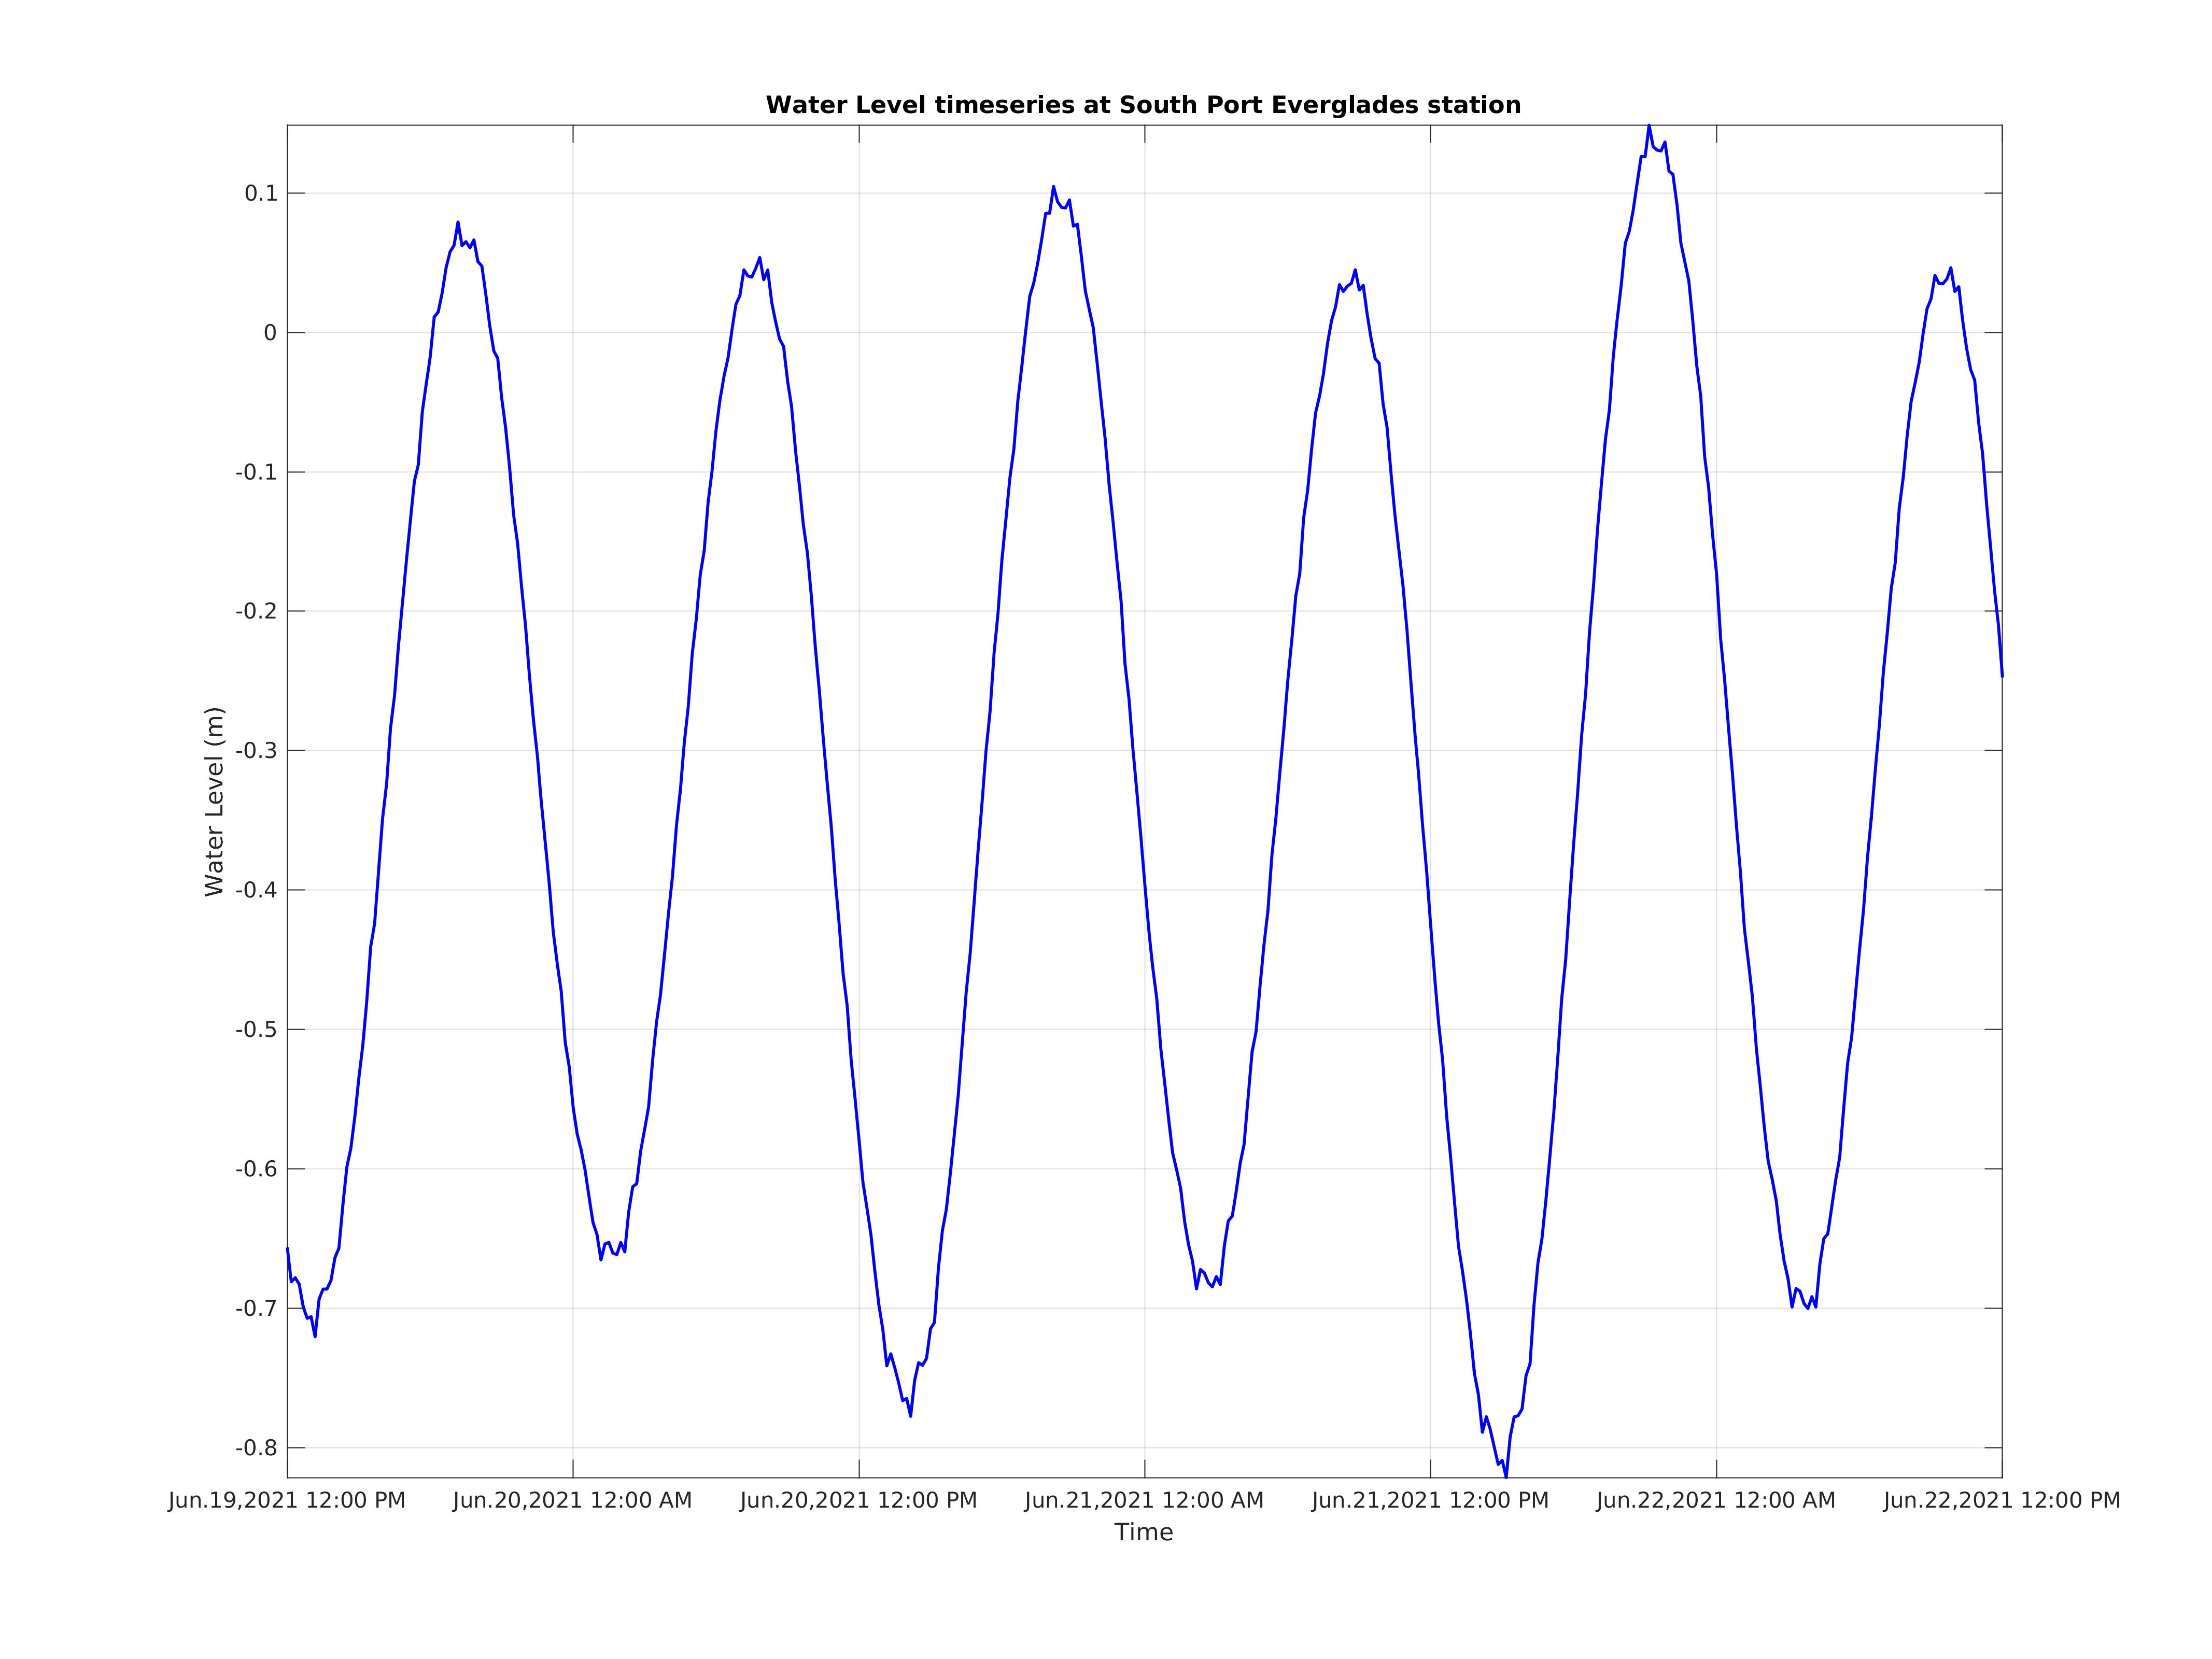 Water Level timeseries at South Port Everglades station
0.1
0
-0.1
-0.2
-0.3
-0.4
-0.5
-0.6
-0.7
-0.8
Water Level (m)
Jun.19,2021 12:00 PM Jun.20,2021 12:00 AM Jun.20,2021 12:00 PM Jun.21,2021 12:00 AM Jun.21,2021 12:00 PM Jun.22,2021 12:00 AM Jun.22,2021 12:00 PM
Time